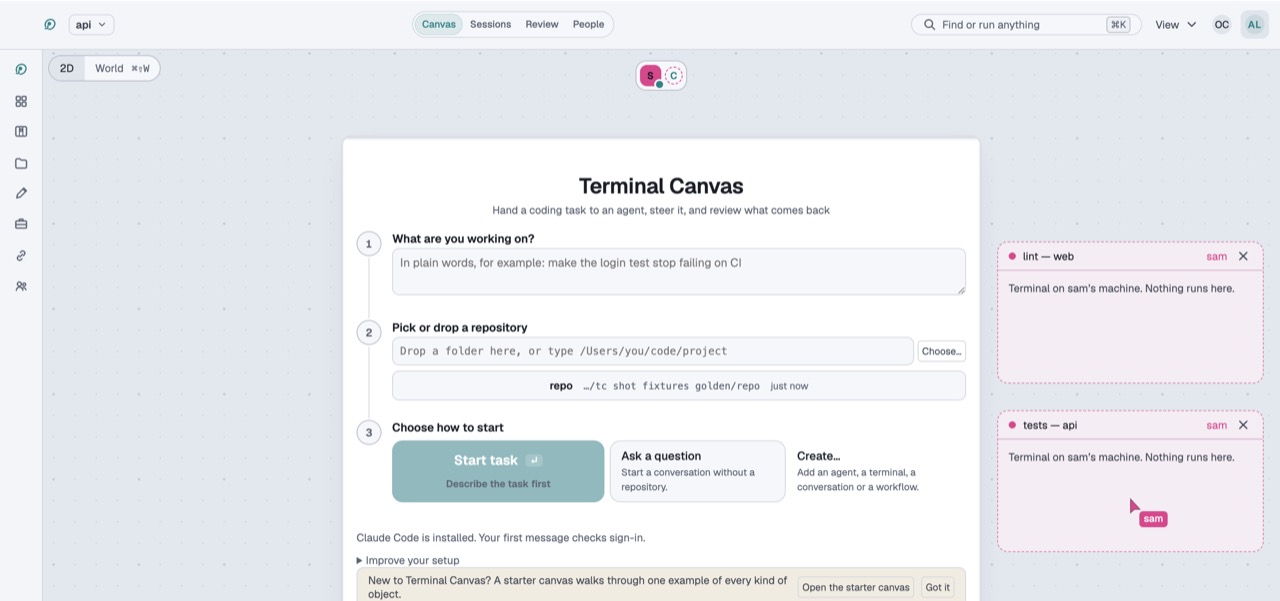 api
Canvas Sessions Review People
Find or run anything ⌘K
View
OC
AL
2D World ⌘⇧W
S C
Terminal Canvas
Hand a coding task to an agent, steer it, and review what comes back
1 What are you working on?
In plain words, for example: make the login test stop failing on CI
2 Pick or drop a repository
Drop a folder here, or type /Users/you/code/project
Choose…
repo …/tc shot fixtures golden/repo just now
3 Choose how to start
Start task ↵
Describe the task first
Ask a question
Start a conversation without a
repository.
Create…
Add an agent, a terminal, a
conversation or a workflow.
Claude Code is installed. Your first message checks sign-in.
Improve your setup
New to Terminal Canvas? A starter canvas walks through one example of every kind of
object.
Open the starter canvas Got it
lint — web sam
Terminal on sam's machine. Nothing runs here.
tests — api sam
Terminal on sam's machine. Nothing runs here.
sam